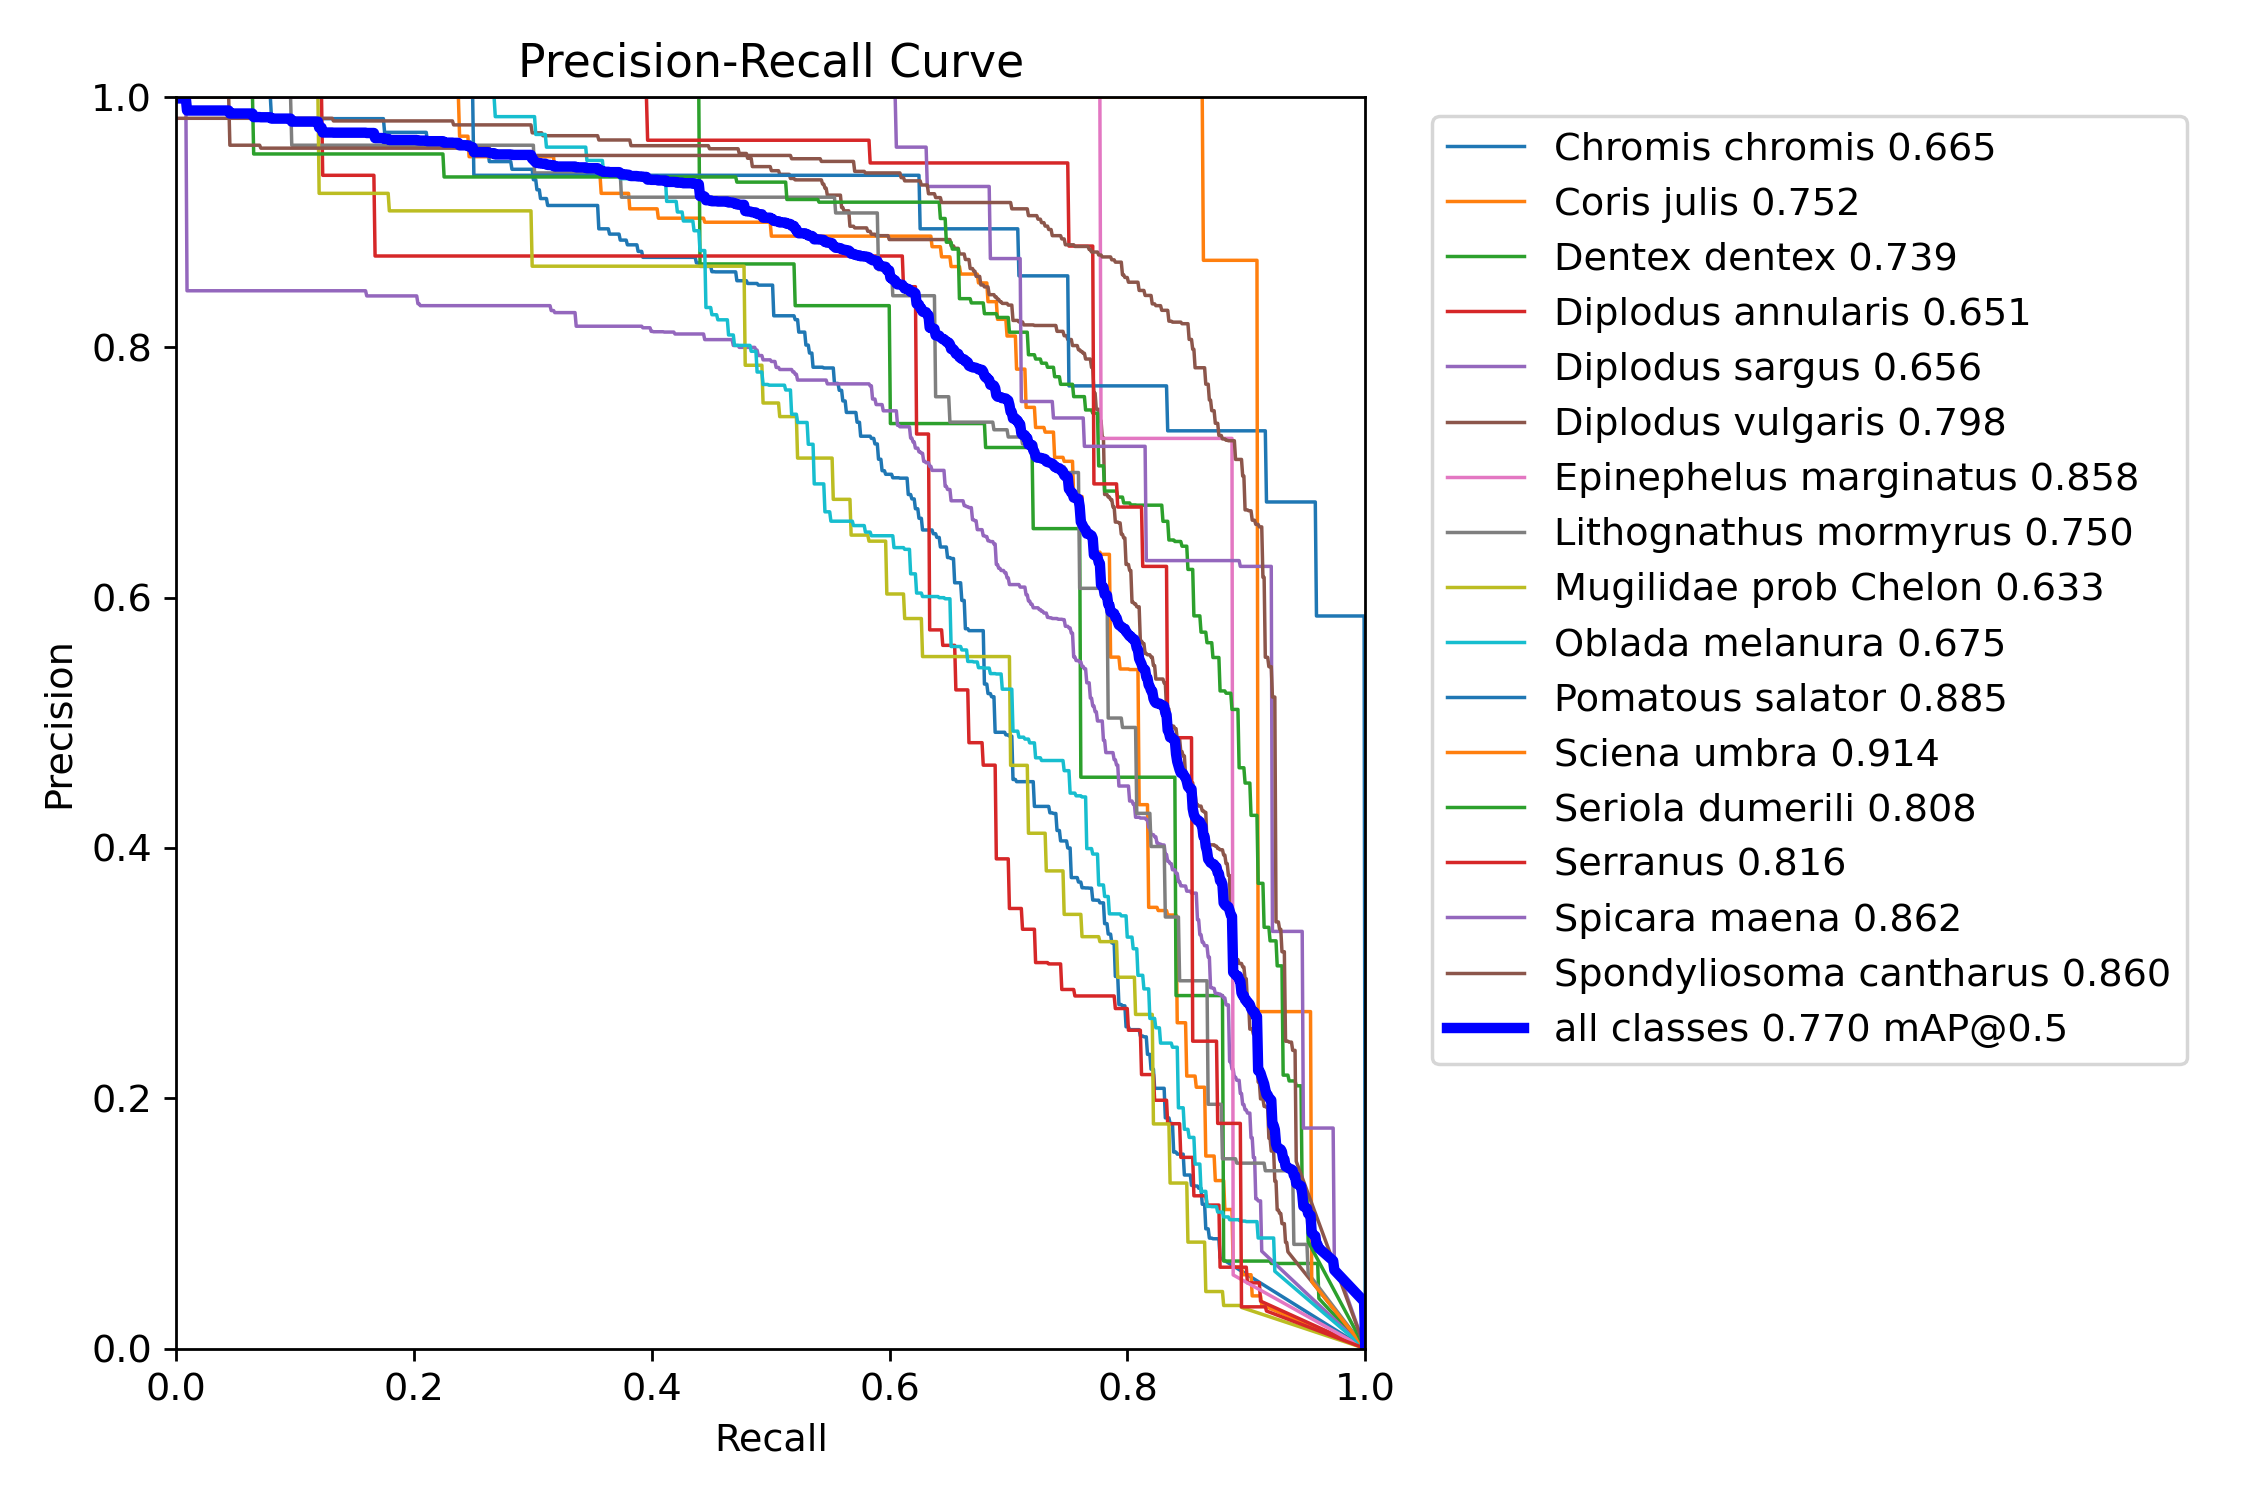 Precision-Recall Curve
1.0
0.8
0.6
0.4
0.2
0.0
Precision
0.0 0.2 0.4 0.6 0.8 1.0
Recall
Chromis chromis 0.665
Coris julis 0.752
Dentex dentex 0.739
Diplodus annularis 0.651
Diplodus sargus 0.656
Diplodus vulgaris 0.798
Epinephelus marginatus 0.858
Lithognathus mormyrus 0.750
Mugilidae prob Chelon 0.633
Oblada melanura 0.675
Pomatous salator 0.885
Sciena umbra 0.914
Seriola dumerili 0.808
Serranus 0.816
Spicara maena 0.862
Spondyliosoma cantharus 0.860
all classes 0.770 mAP@0.5